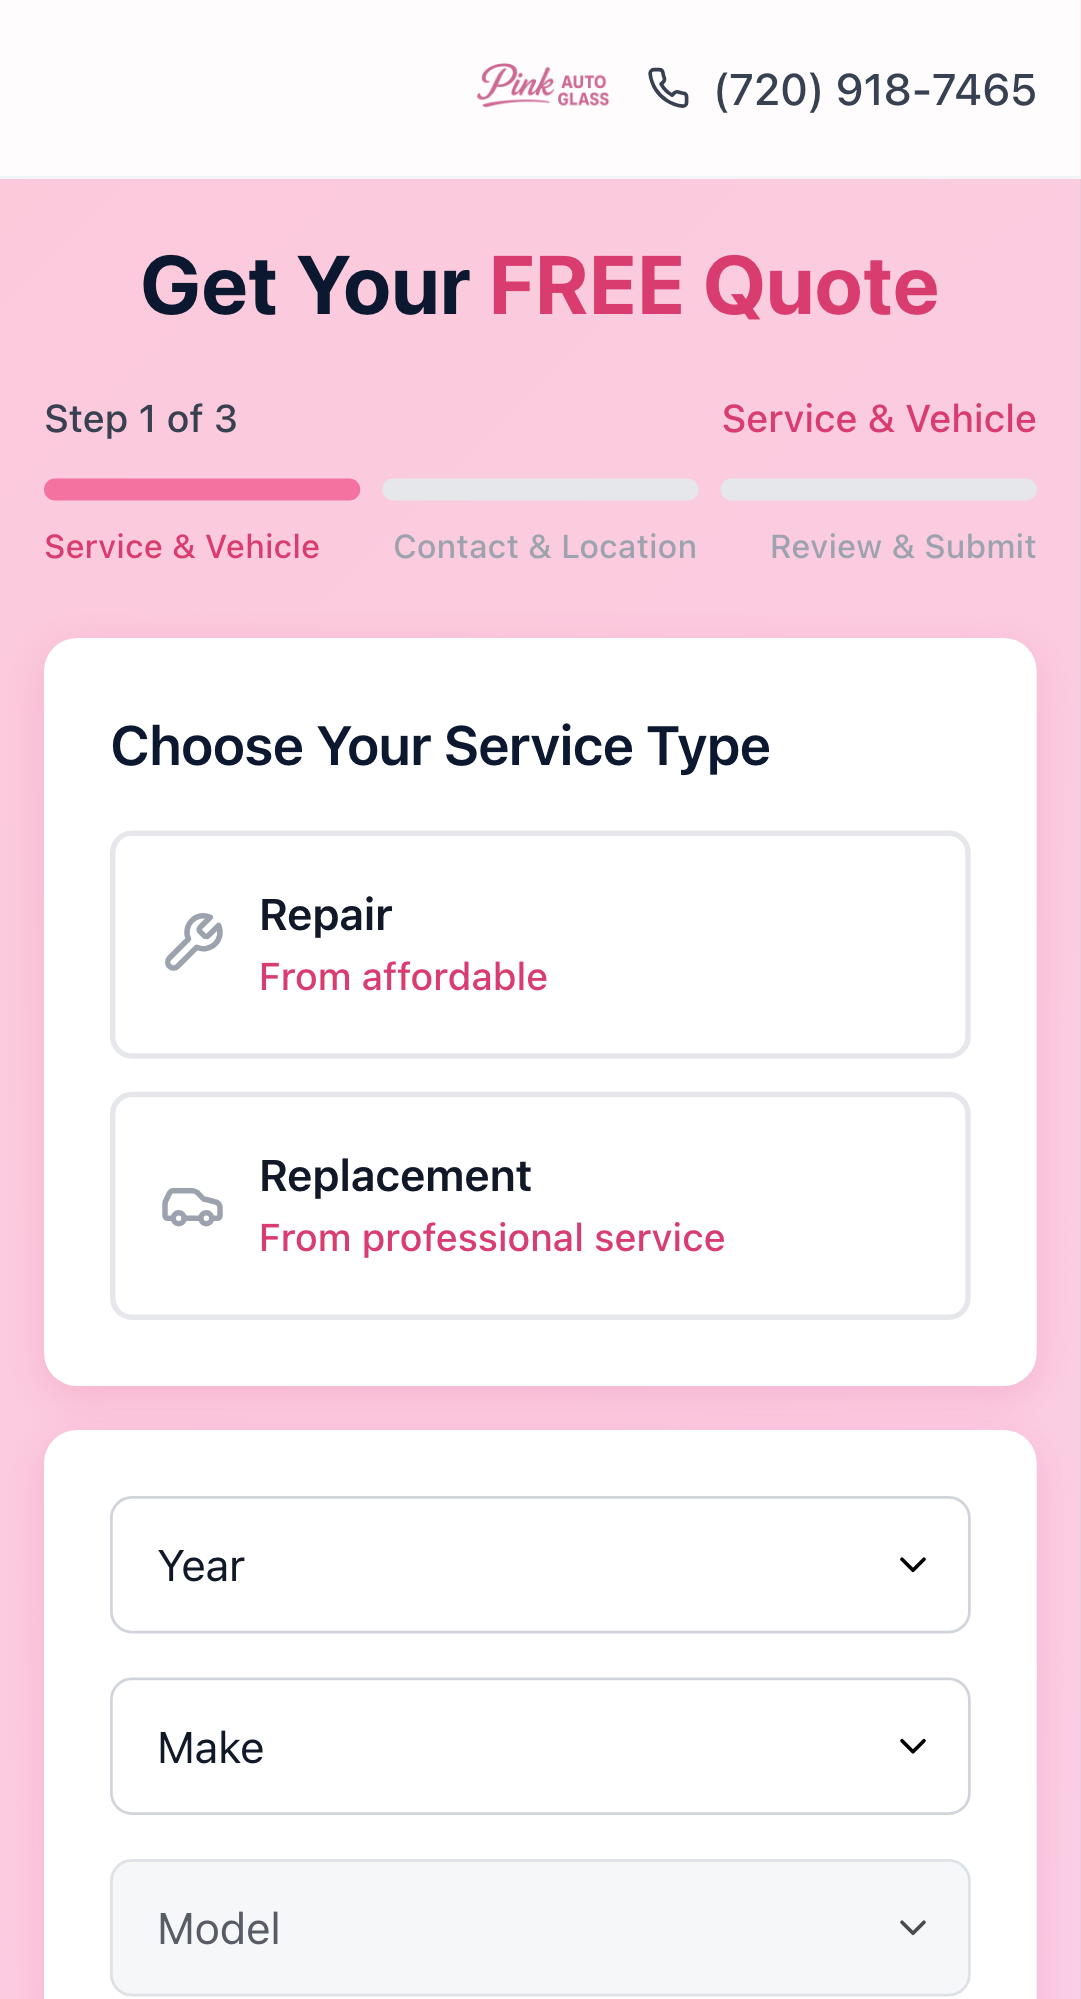 Pink AUTO GLASS
(720) 918-7465
Get Your FREE Quote
Step 1 of 3
Service & Vehicle
Service & Vehicle
Contact & Location
Review & Submit
Choose Your Service Type
Repair
From affordable
Replacement
From professional service
Year
Make
Model